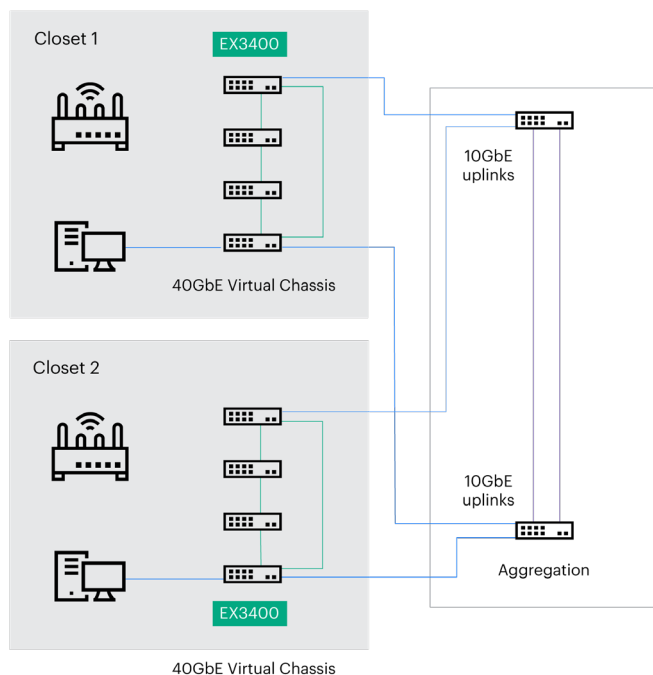 Closet 1
EX3400
10GbE
uplinks
40GbE Virtual Chassis
Closet 2
10GbE
uplinks
Aggregation
EX3400
40GbE Virtual Chassis